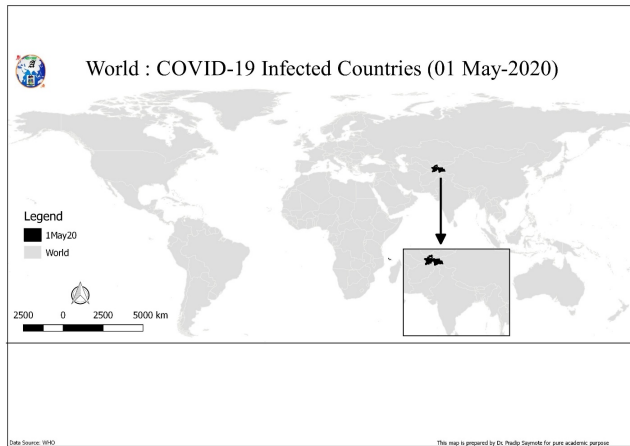 World : COVID-19 Infected Countries (01 May-2020)
Legend
1May20
World
2500 0 2500 5000 km
Data Source: WHO
This map is prepared by Dr. Pradip Saymote for pure academic purpose